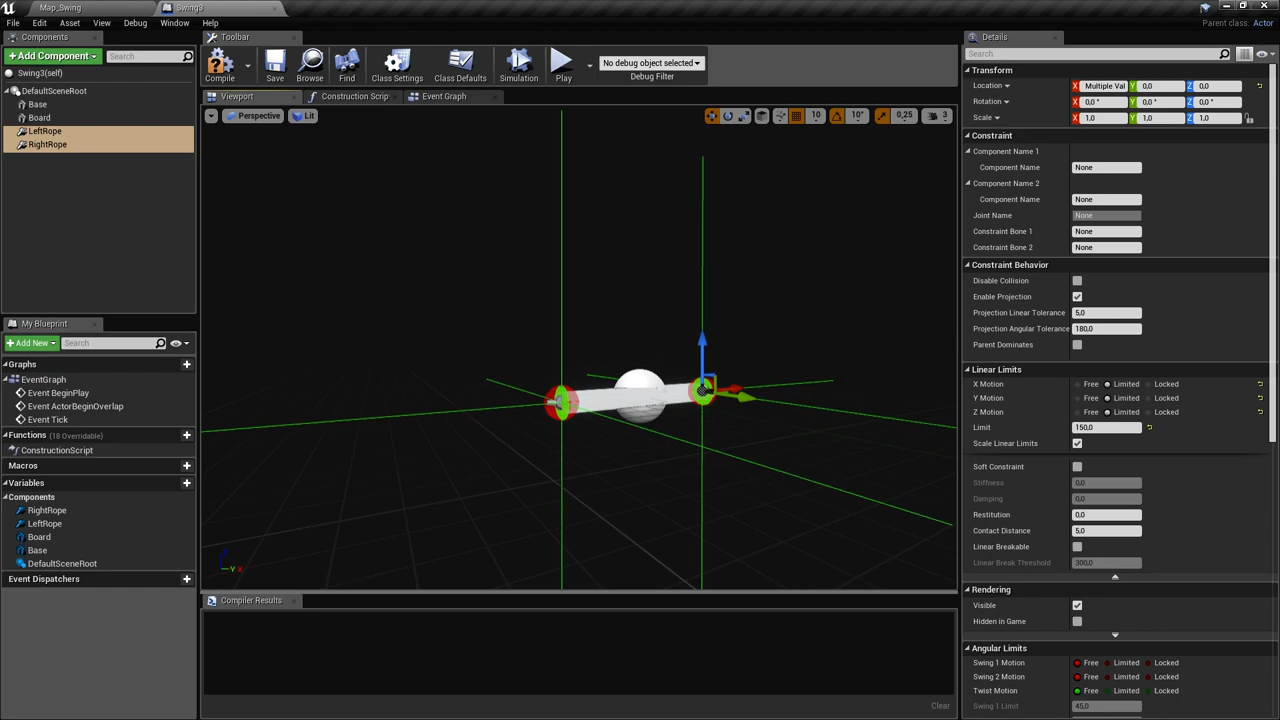 Map_Swing
Swing3
File Edit Asset View Debug Window Help
Parent class: Actor
Components
+ Add Component
Search
Swing3(self)
DefaultSceneRoot
Base
Board
LeftRope
RightRope
My Blueprint
+ Add New
Search
Graphs
EventGraph
Event BeginPlay
Event ActorBeginOverlap
Event Tick
Functions (18 Overridable)
ConstructionScript
Macros
Variables
Components
RightRope
LeftRope
Board
Base
DefaultSceneRoot
Event Dispatchers
Toolbar
Compile
Save
Browse
Find
Class Settings
Class Defaults
Simulation
Play
No debug object selected
Debug Filter
Viewport
Construction Scrip
Event Graph
Perspective
Lit
10
10°
0,25
3
Z
Y
X
Compiler Results
Clear
Details
Search
Transform
Location X Multiple Val Y 0,0 Z 0,0
Rotation X 0,0 ° Y 0,0 ° Z 0,0 °
Scale X 1,0 Y 1,0 Z 1,0
Constraint
Component Name 1
Component Name None
Component Name 2
Component Name None
Joint Name None
Constraint Bone 1 None
Constraint Bone 2 None
Constraint Behavior
Disable Collision
Enable Projection
Projection Linear Tolerance 5,0
Projection Angular Tolerance 180,0
Parent Dominates
Linear Limits
X Motion Free Limited Locked
Y Motion Free Limited Locked
Z Motion Free Limited Locked
Limit 150,0
Scale Linear Limits
Soft Constraint
Stiffness 0,0
Damping 0,0
Restitution 0,0
Contact Distance 5,0
Linear Breakable
Linear Break Threshold 300,0
Rendering
Visible
Hidden in Game
Angular Limits
Swing 1 Motion Free Limited Locked
Swing 2 Motion Free Limited Locked
Twist Motion Free Limited Locked
Swing 1 Limit 45,0